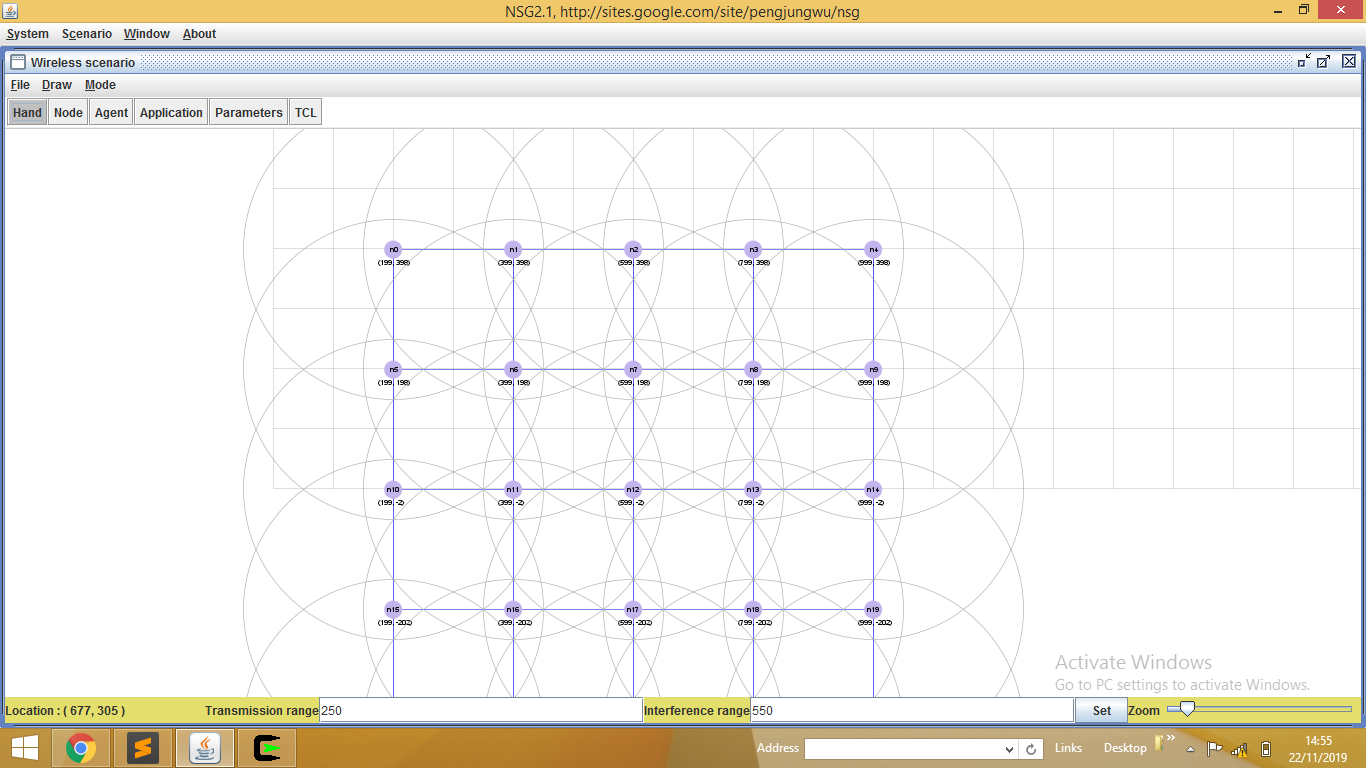 NSG2.1, http://sites.google.com/site/pengjungwu/nsg
System Scenario Window About
Wireless scenario
File Draw Mode
Hand Node Agent Application Parameters TCL
n0 n1 n2 n3 n4
(199, 398) (399, 398) (599, 398) (799, 398) (999, 398)
n5 n6 n7 n8 n9
(199, 198) (399, 198) (599, 198) (799, 198) (999, 198)
n10 n11 n12 n13 n14
(199, -2) (399, -2) (599, -2) (799, -2) (999, -2)
n15 n16 n17 n18 n19
(199, -202) (399, -202) (599, -202) (799, -202) (999, -202)
Activate Windows
Go to PC settings to activate Windows.
Location : ( 677, 305 ) Transmission range 250 Interference range 550 Set Zoom
Address Links Desktop
14:55
22/11/2019